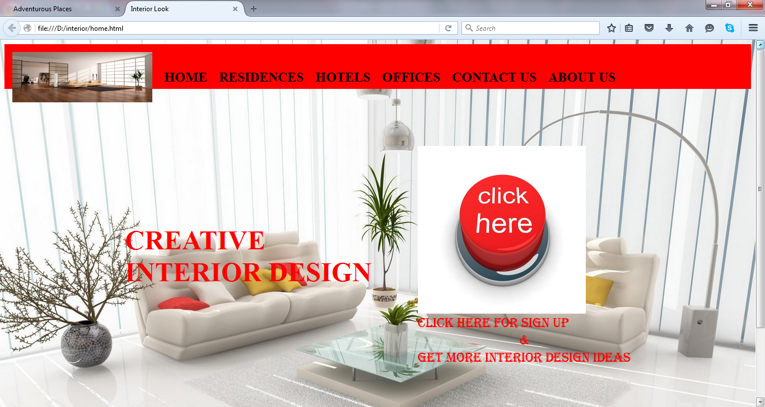 Adventurous Places
Interior Look
file:///D:/interior/home.html
Search
HOME RESIDENCES HOTELS OFFICES CONTACT US ABOUT US
click
here
CREATIVE
INTERIOR DESIGN
CLICK HERE FOR SIGN UP
&
GET MORE INTERIOR DESIGN IDEAS